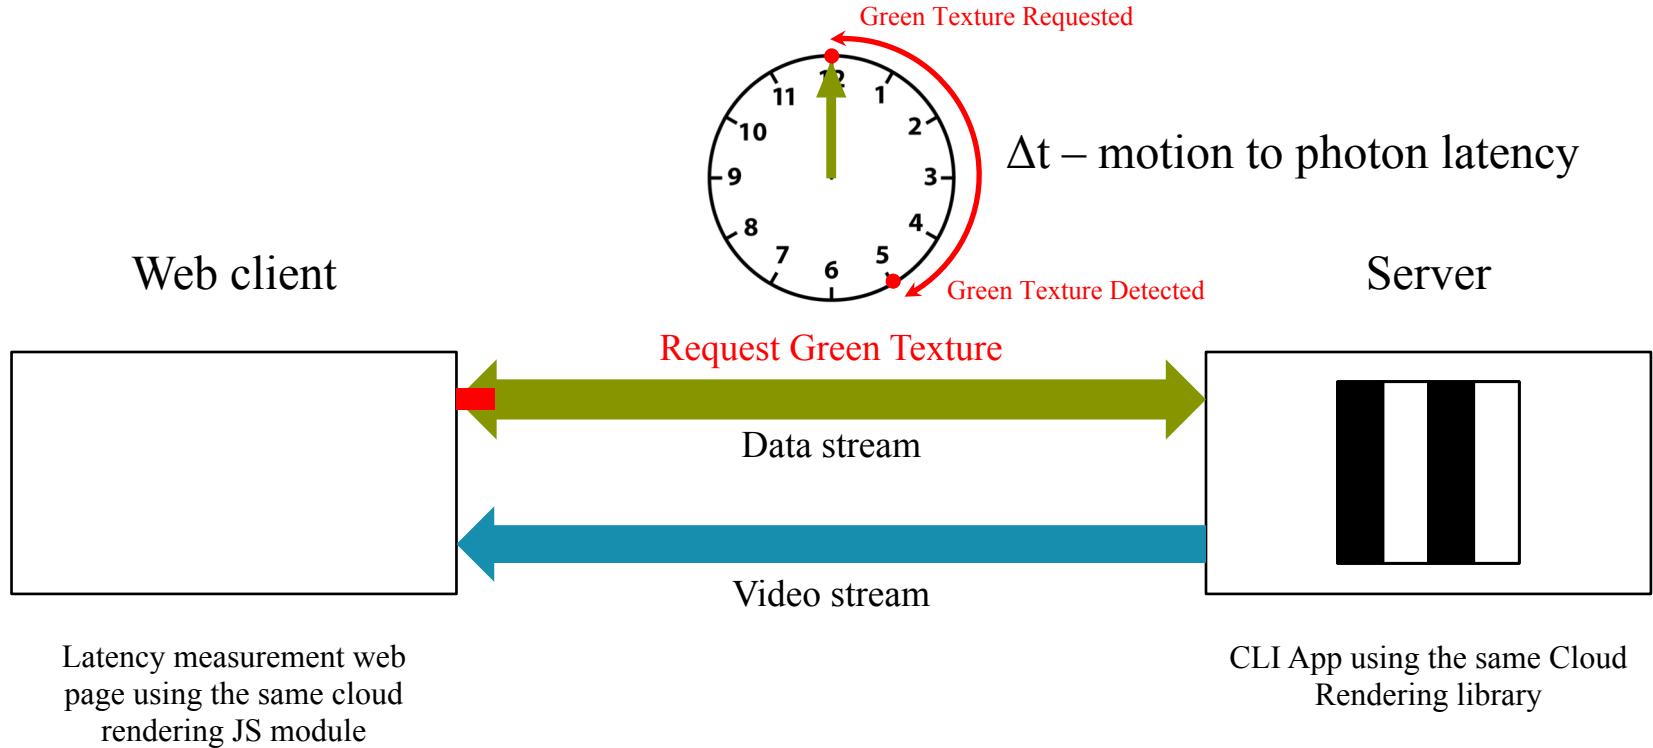 Green Texture Requested
12
11
1
10
2
Δt – motion to photon latency
9
3
8
4
7
5
6
Web client
Server
Green Texture Detected
Request Green Texture
Data stream
Video stream
Latency measurement web
page using the same cloud
rendering JS module
CLI App using the same Cloud
Rendering library